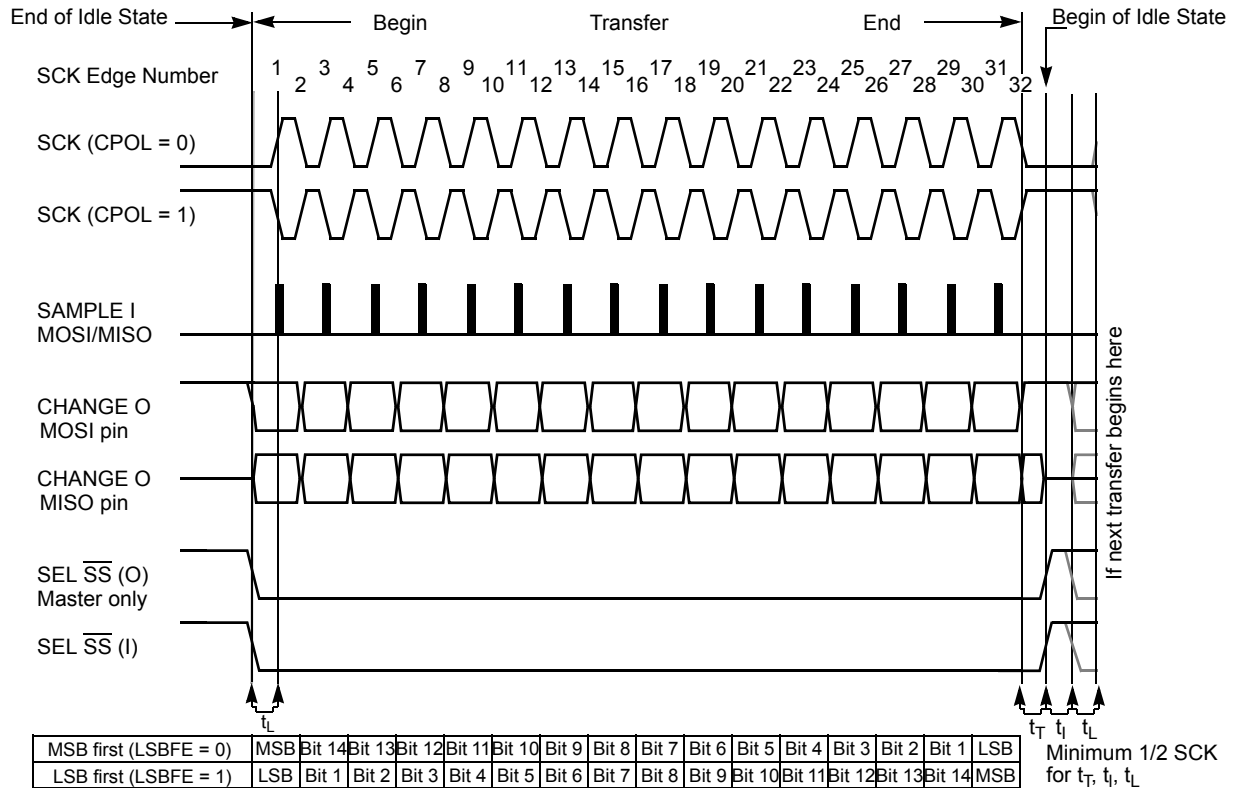 End of Idle State
Begin
Transfer
End
Begin of Idle State
SCK Edge Number
1 2 3 4 5 6 7 8 9 10 11 12 13 14 15 16 17 18 19 20 21 22 23 24 25 26 27 28 29 30 31 32
SCK (CPOL = 0)
SCK (CPOL = 1)
SAMPLE I
MOSI/MISO
CHANGE O
MOSI pin
CHANGE O
MISO pin
SEL S̅S̅ (O)
Master only
SEL S̅S̅ (I)
If next transfer begins here
tL
tT tI tL
MSB first (LSBFE = 0) MSB Bit 14 Bit 13 Bit 12 Bit 11 Bit 10 Bit 9 Bit 8 Bit 7 Bit 6 Bit 5 Bit 4 Bit 3 Bit 2 Bit 1 LSB
LSB first (LSBFE = 1) LSB Bit 1 Bit 2 Bit 3 Bit 4 Bit 5 Bit 6 Bit 7 Bit 8 Bit 9 Bit 10 Bit 11 Bit 12 Bit 13 Bit 14 MSB
Minimum 1/2 SCK
for tT, tI, tL